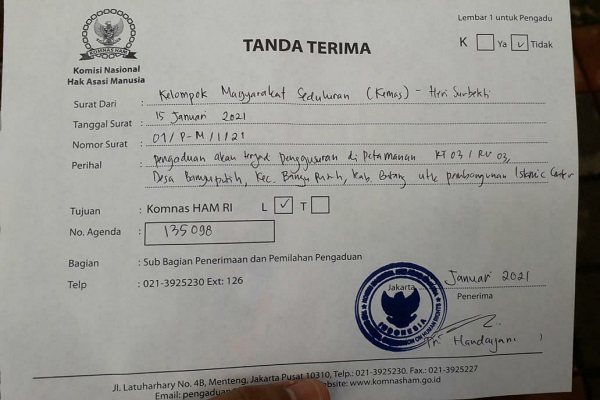 Lembar 1 untuk Pengadu
KOMNAS HAM
Komisi Nasional
Hak Asasi Manusia
TANDA TERIMA
K Ya Tidak
Surat Dari : Kelompok Masyarakat Seduluran (Kemas) - Heri Surbekti
Tanggal Surat : 15 Januari 2021
Nomor Surat : 01/P-M/1/21
Perihal : pengaduan akan terjadi penggusuran di Petamanan RT 03 / RW 03,
Desa Banyuputih, Kec. Banyuputih, Kab. Batang utk pembangunan Islamic Center
Tujuan : Komnas HAM RI L T
No. Agenda : 135098
Bagian : Sub Bagian Penerimaan dan Pemilahan Pengaduan
Telp : 021-3925230 Ext: 126
Jakarta, Januari 2021
Penerima
INDONESIA
Tri Handayani )
Jl. Latuharhary No. 4B, Menteng, Jakarta Pusat 10310, Telp.: 021-3925230, Fax.: 021-3925227
Email: pengaduan Website: www.komnasham.go.id